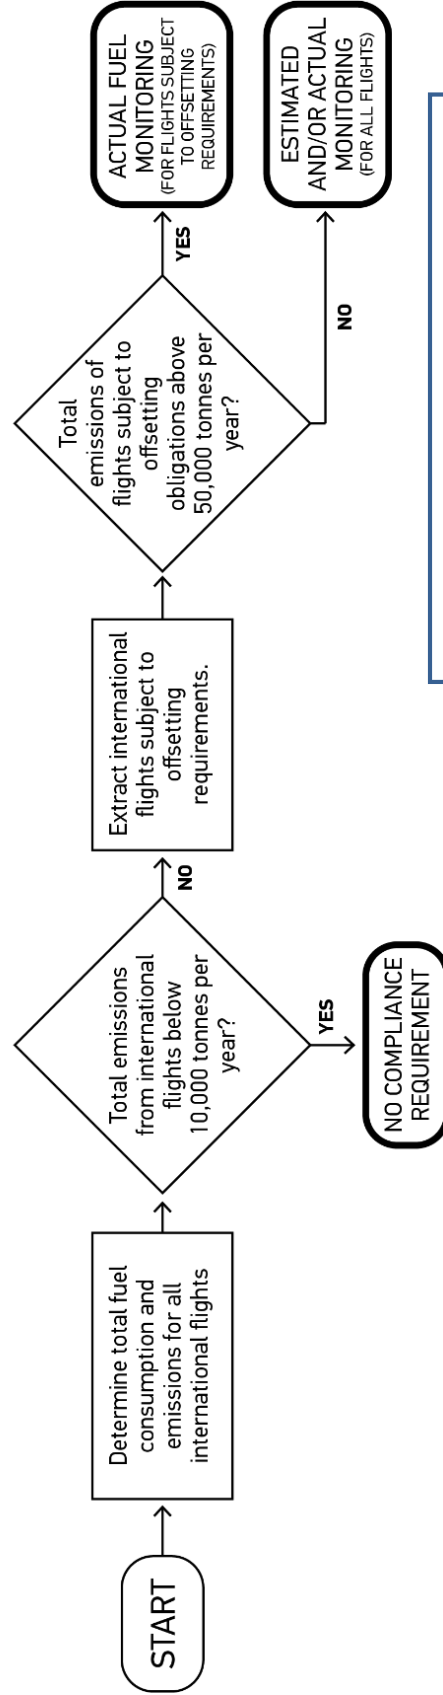 START
Determine total fuel
consumption and
emissions for all
international flights
Total emissions
from international
flights below
10,000 tonnes per
year?
YES
NO COMPLIANCE
REQUIREMENT
NO
Extract international
flights subject to
offsetting
requirements.
Total
emissions of
flights subject to
offsetting
obligations above
50,000 tonnes per
year?
YES
ACTUAL FUEL
MONITORING
(FOR FLIGHTS SUBJECT
TO OFFSETTING
REQUIREMENTS)
NO
ESTIMATED
AND/OR ACTUAL
MONITORING
(FOR ALL FLIGHTS)